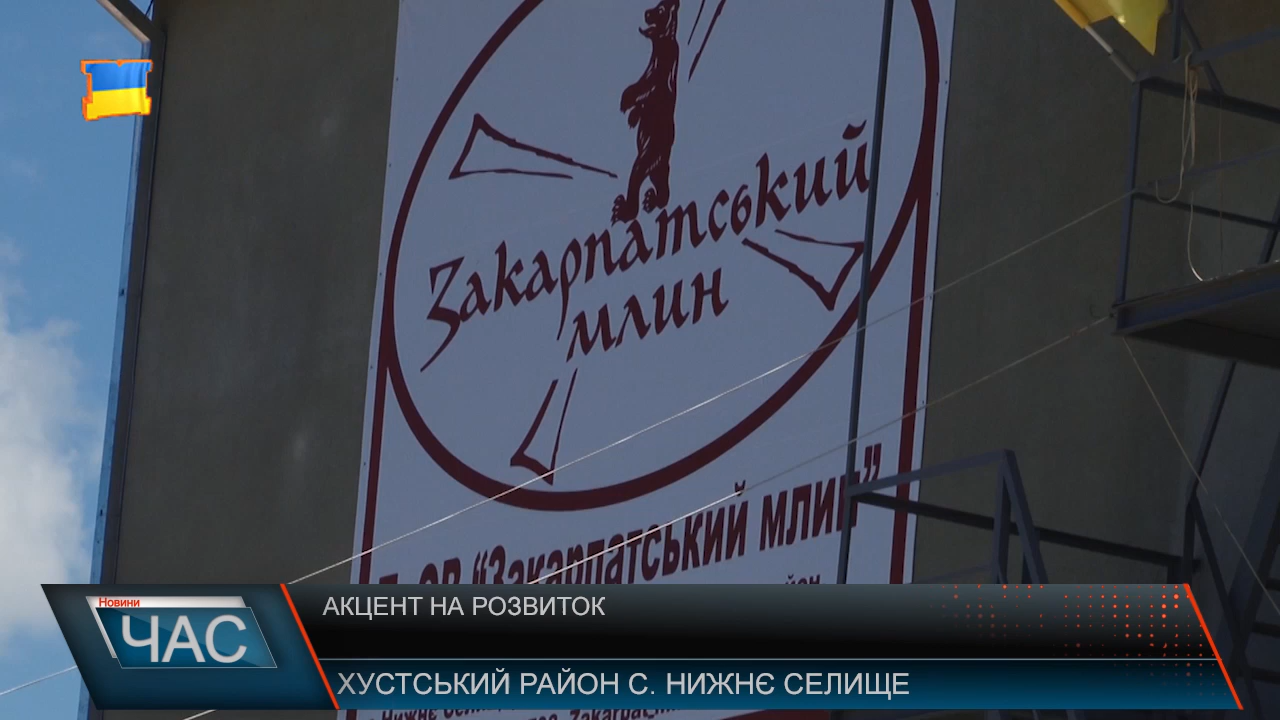 Закарпатський
млин
"Закарпатський млин"
Новини
ЧАС
АКЦЕНТ НА РОЗВИТОК
ХУСТСЬКИЙ РАЙОН С. НИЖНЄ СЕЛИЩЕ